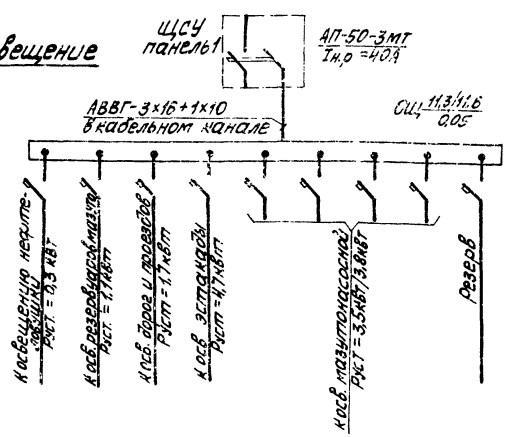 вещение
ЩСУ
панель1
АП-50-3МТ
Iн.р = 40А
АВВГ-3×16+1×10
в кабельном канале
ОЩ 11,3/11,6
0,05
К освещению нефте-
ловушки
Руст. = 0,3 кВт
К осв. резервуаров мазута
Руст. = 1,1 кВт
К осв. дорог и проездов
Руст = 1,7 кВт
К осв. эстакады
Руст = 4,7 кВт
К осв. мазутонасосной
Руст = 3,5 кВт/3,8 кВт
Резерв